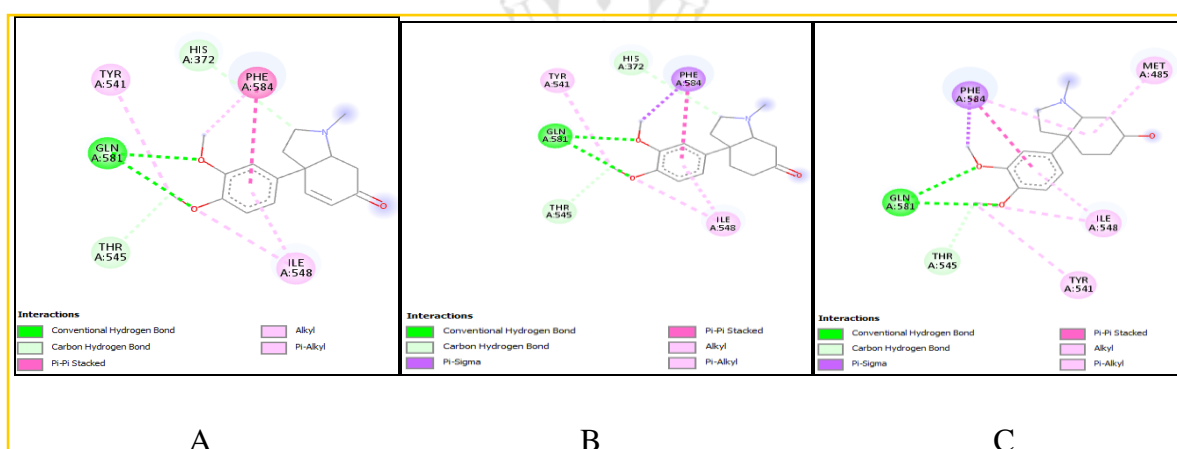 HIS
A:372
TYR
A:541
PHE
A:584
GLN
A:581
THR
A:545
ILE
A:548
N
O
O
O
Interactions
Conventional Hydrogen Bond
Carbon Hydrogen Bond
Pi-Pi Stacked
Alkyl
Pi-Alkyl
A
HIS
A:372
TYR
A:541
PHE
A:584
GLN
A:581
THR
A:545
ILE
A:548
N
O
O
O
Interactions
Conventional Hydrogen Bond
Carbon Hydrogen Bond
Pi-Sigma
Pi-Pi Stacked
Alkyl
Pi-Alkyl
B
MET
A:485
PHE
A:584
GLN
A:581
THR
A:545
ILE
A:548
TYR
A:541
N
O
O
O
Interactions
Conventional Hydrogen Bond
Carbon Hydrogen Bond
Pi-Sigma
Pi-Pi Stacked
Alkyl
Pi-Alkyl
C